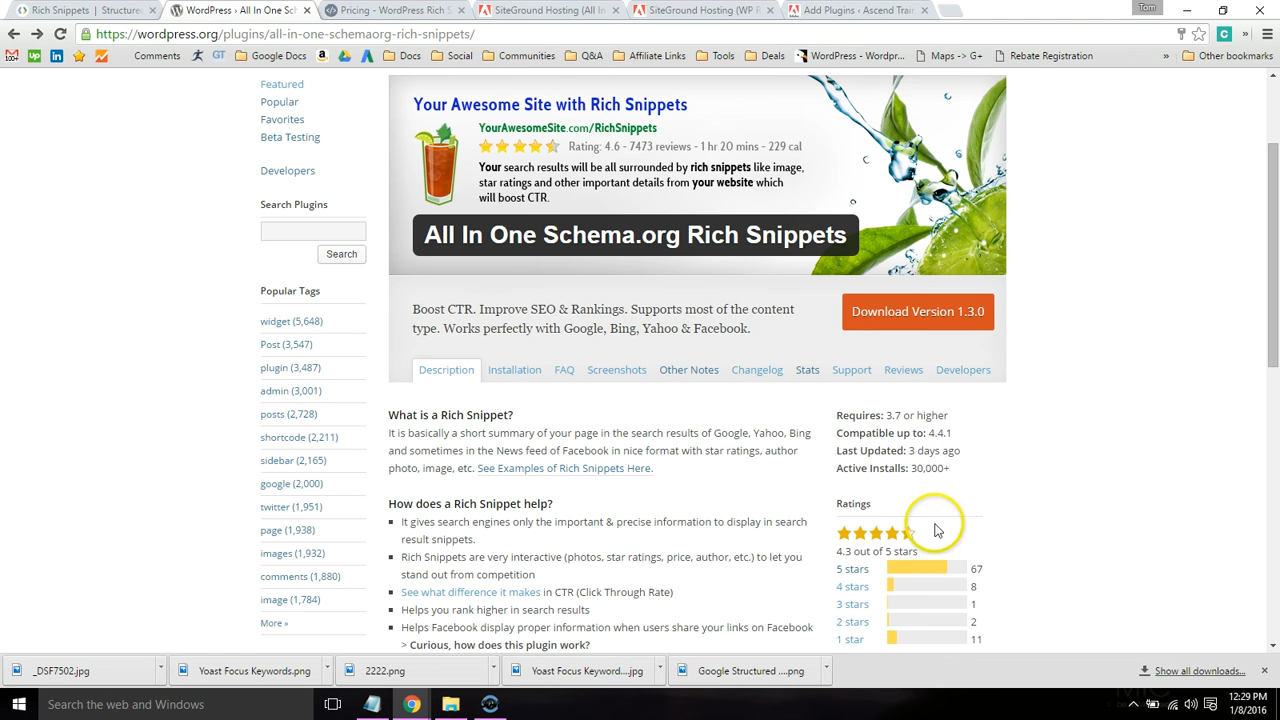 Rich Snippets | Structured
WordPress › All In One Sc
Pricing - WordPress Rich S
SiteGround Hosting (All In
SiteGround Hosting (WP F
Add Plugins ‹ Ascend Train
Tom
https://wordpress.org/plugins/all-in-one-schemaorg-rich-snippets/
Comments
GT
Google Docs
Docs
Social
Communities
Q&A
Affiliate Links
Tools
Deals
WordPress - Wordpr...
Maps -> G+
Rebate Registration
»
Other bookmarks
Featured
Popular
Favorites
Beta Testing
Developers
Search Plugins
Search
Popular Tags
widget (5,648)
Post (3,547)
plugin (3,487)
admin (3,001)
posts (2,728)
shortcode (2,211)
sidebar (2,165)
google (2,000)
twitter (1,951)
page (1,938)
images (1,932)
comments (1,880)
image (1,784)
More »
Your Awesome Site with Rich Snippets
YourAwesomeSite.com/RichSnippets
Rating: 4.6 - 7473 reviews - 1 hr 20 mins - 229 cal
Your search results will be all surrounded by rich snippets like image,
star ratings and other important details from your website which
will boost CTR.
All In One Schema.org Rich Snippets
Boost CTR. Improve SEO & Rankings. Supports most of the content
type. Works perfectly with Google, Bing, Yahoo & Facebook.
Download Version 1.3.0
Description Installation FAQ Screenshots Other Notes Changelog Stats Support Reviews Developers
What is a Rich Snippet?
It is basically a short summary of your page in the search results of Google, Yahoo, Bing
and sometimes in the News feed of Facebook in nice format with star ratings, author
photo, image, etc. See Examples of Rich Snippets Here.
How does a Rich Snippet help?
It gives search engines only the important & precise information to display in search
result snippets.
Rich Snippets are very interactive (photos, star ratings, price, author, etc.) to let you
stand out from competition
See what difference it makes in CTR (Click Through Rate)
Helps you rank higher in search results
Helps Facebook display proper information when users share your links on Facebook
> Curious, how does this plugin work?
Requires: 3.7 or higher
Compatible up to: 4.4.1
Last Updated: 3 days ago
Active Installs: 30,000+
Ratings
4.3 out of 5 stars
5 stars 67
4 stars 8
3 stars 1
2 stars 2
1 star 11
_DSF7502.jpg
Yoast Focus Keywords.png
2222.png
Yoast Focus Keyword....jpg
Google Structured ....png
Show all downloads...
Search the web and Windows
12:29 PM
1/8/2016